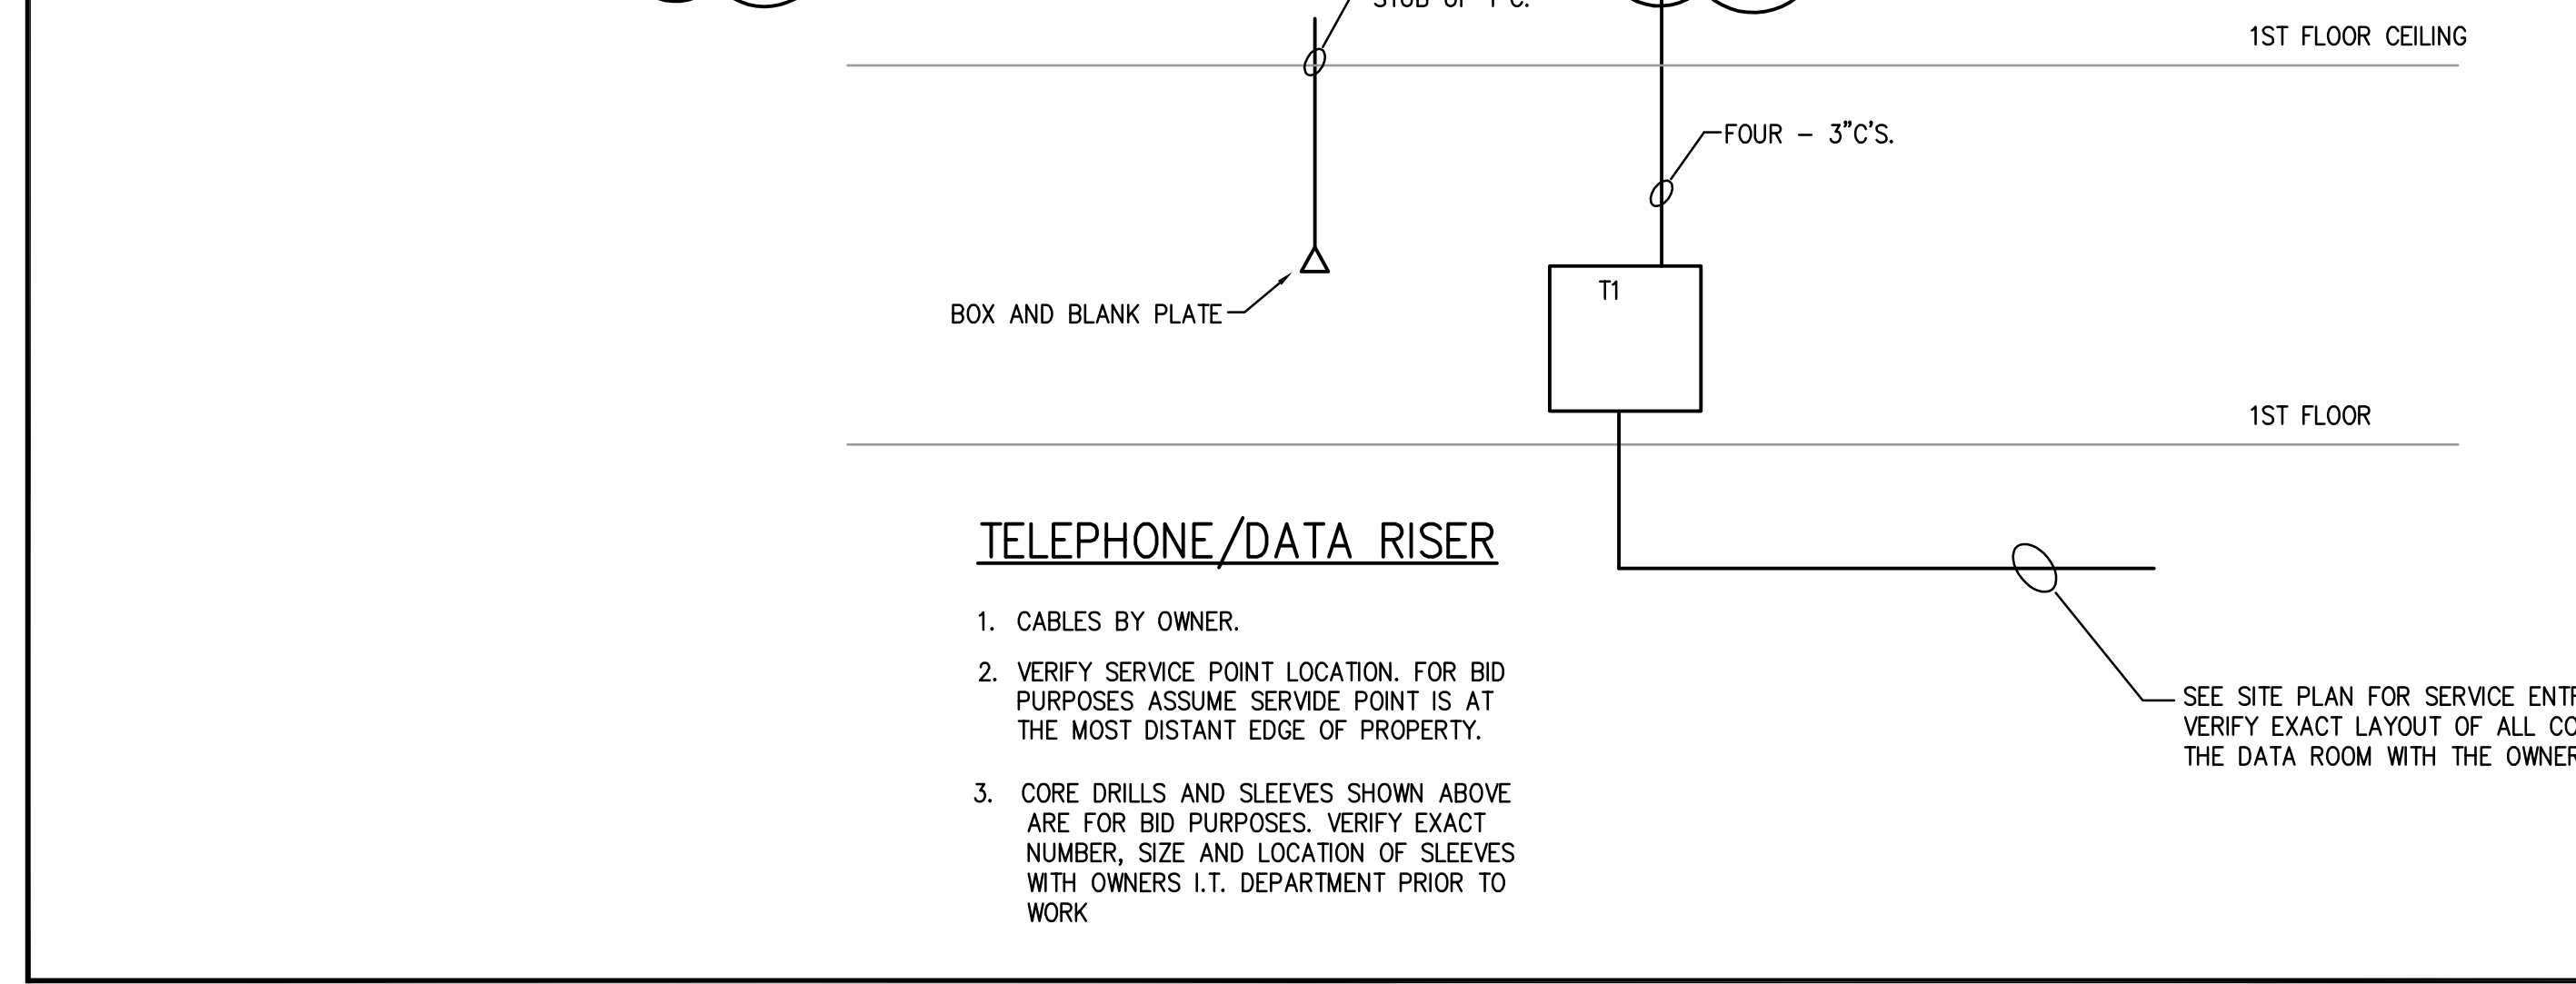 1ST FLOOR CEILING
FOUR – 3"C'S.
T1
BOX AND BLANK PLATE
1ST FLOOR
TELEPHONE/DATA RISER
1. CABLES BY OWNER.
2. VERIFY SERVICE POINT LOCATION. FOR BID
PURPOSES ASSUME SERVIDE POINT IS AT
THE MOST DISTANT EDGE OF PROPERTY.
SEE SITE PLAN FOR SERVICE
VERIFY EXACT LAYOUT OF ALL
THE DATA ROOM WITH THE OWNER
3. CORE DRILLS AND SLEEVES SHOWN ABOVE
ARE FOR BID PURPOSES. VERIFY EXACT
NUMBER, SIZE AND LOCATION OF SLEEVES
WITH OWNERS I.T. DEPARTMENT PRIOR TO
WORK